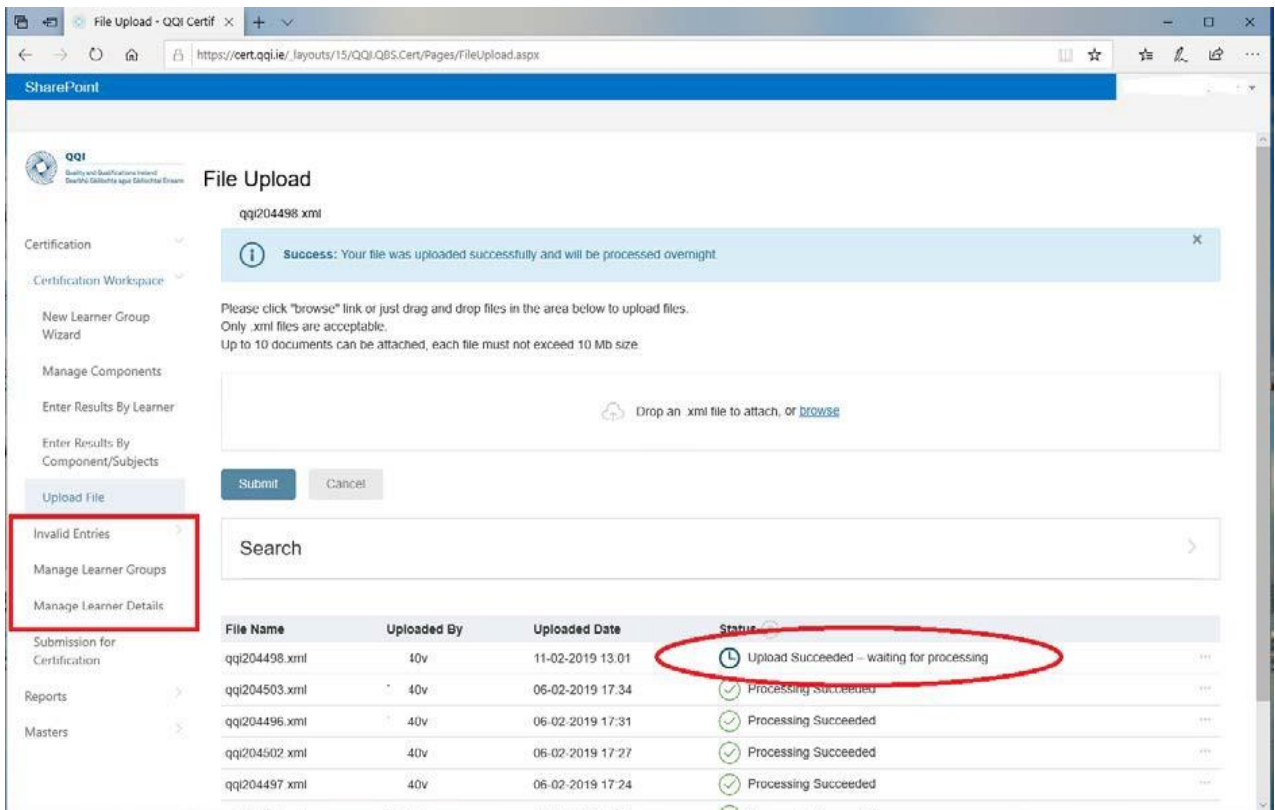 File Upload - QQI Certif
https://cert.qqi.ie/_layouts/15/QQI.QBS.Cert/Pages/FileUpload.aspx
SharePoint
QQI
Quality and Qualifications Ireland
File Upload
qqi204498.xml
Success: Your file was uploaded successfully and will be processed overnight
Please click "browse" link or just drag and drop files in the area below to upload files.
Only .xml files are acceptable.
Up to 10 documents can be attached, each file must not exceed 10 Mb size
Drop an .xml file to attach, or browse
Submit
Cancel
Search
Certification
Certification Workspace
New Learner Group
Wizard
Manage Components
Enter Results By Learner
Enter Results By
Component/Subjects
Upload File
Invalid Entries
Manage Learner Groups
Manage Learner Details
Submission for
Certification
Reports
Masters
File Name Uploaded By Uploaded Date Status
qqi204498.xml 40v 11-02-2019 13.01 Upload Succeeded – waiting for processing
qqi204503.xml 40v 06-02-2019 17.34 Processing Succeeded
qqi204496.xml 40v 06-02-2019 17:31 Processing Succeeded
qqi204502.xml 40v 06-02-2019 17:27 Processing Succeeded
qqi204497.xml 40v 06-02-2019 17:24 Processing Succeeded